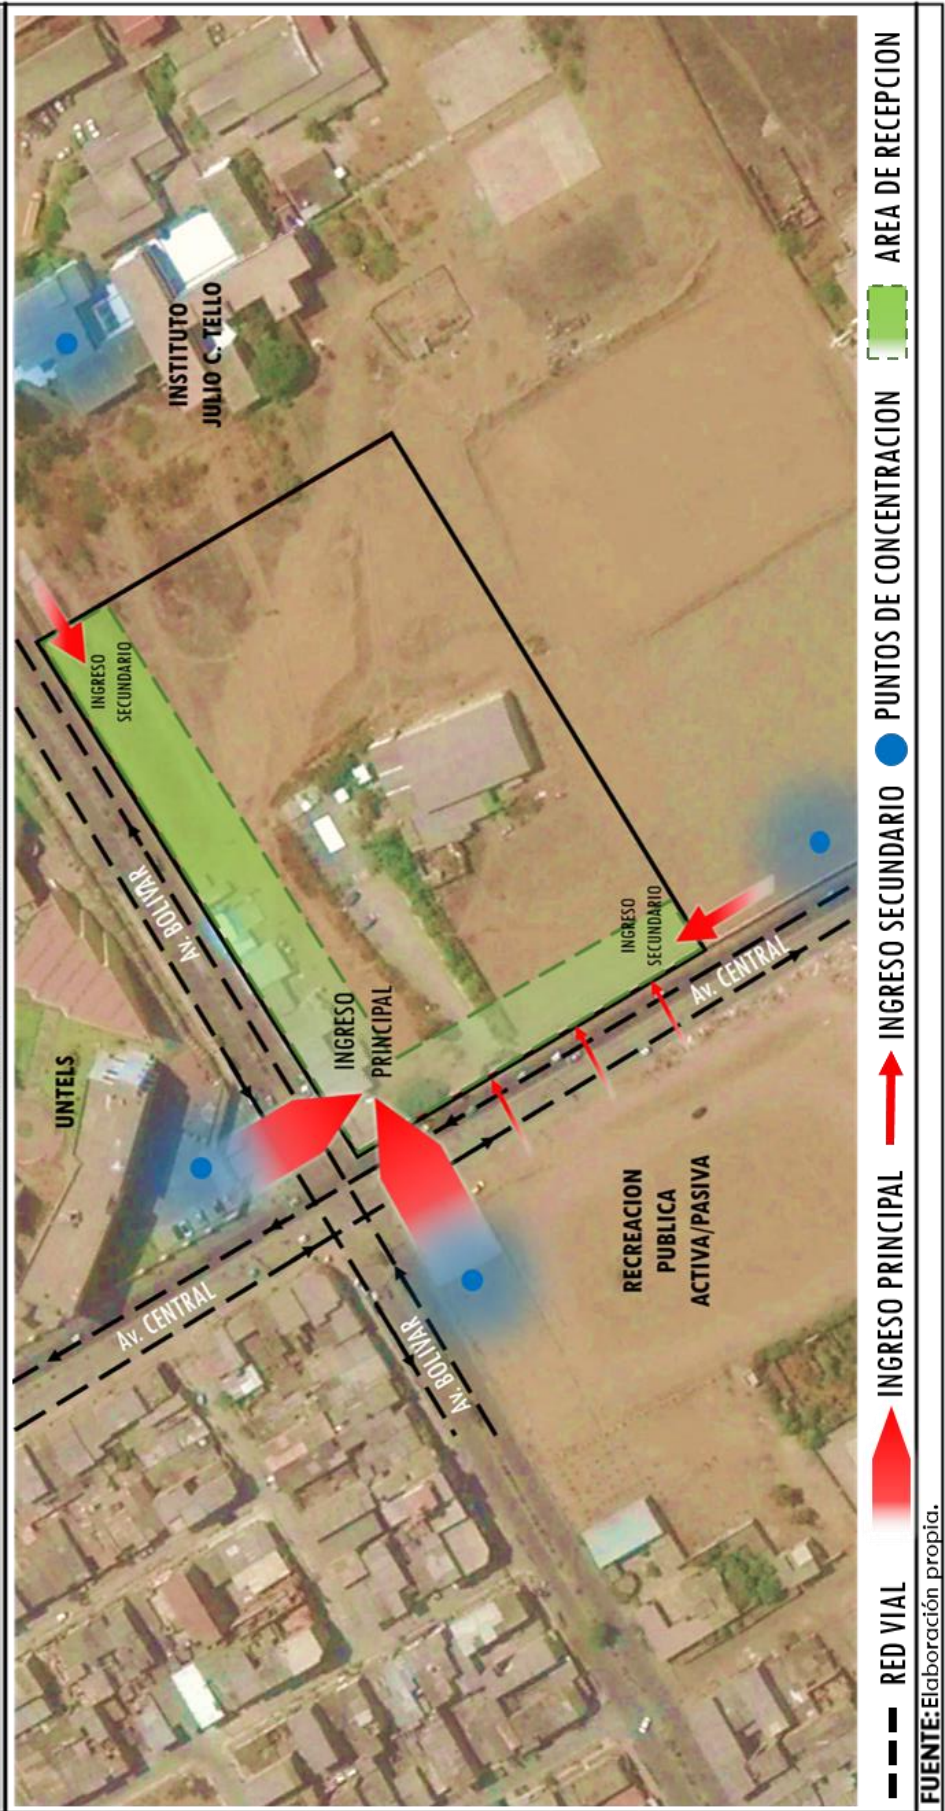 UNTELS
INSTITUTO
JULIO C. TELLO
Av. CENTRAL
AV. BOLIVAR
INGRESO
SECUNDARIO
AV. BOLIVAR
INGRESO
PRINCIPAL
INGRESO
SECUNDARIO
Av. CENTRAL
RECREACION
PUBLICA
ACTIVA/PASIVA
RED VIAL
INGRESO PRINCIPAL
INGRESO SECUNDARIO
PUNTOS DE CONCENTRACION
AREA DE RECEPCION
FUENTE:Elaboración propia.